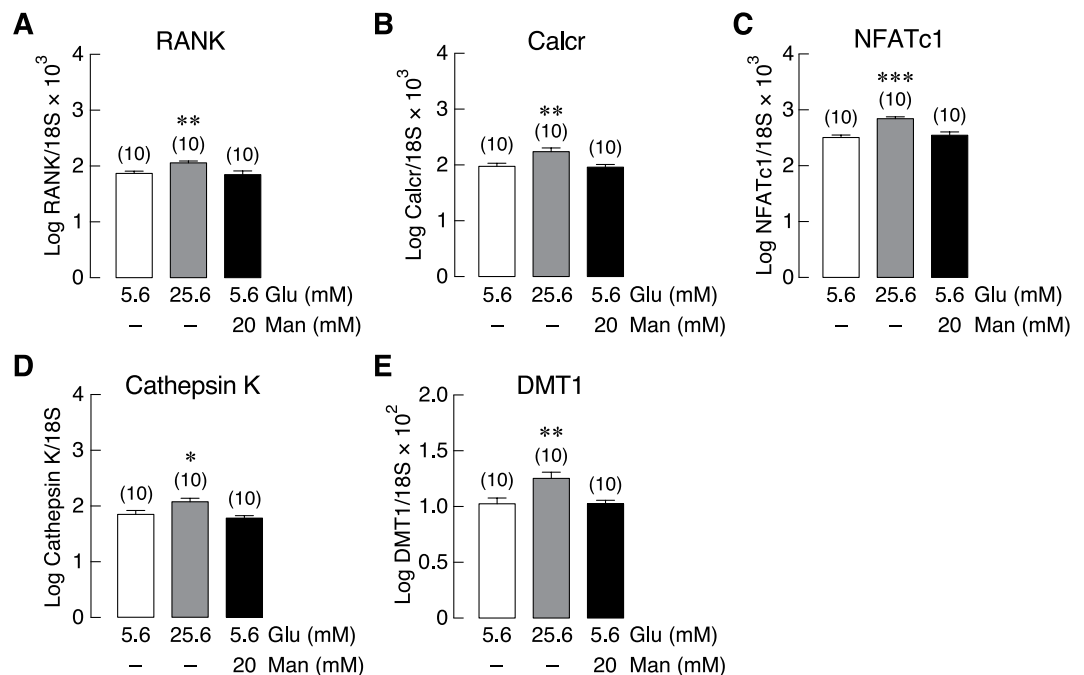 A
RANK
Log RANK/18S × 10³
4
3
2
1
0
(10)
**
(10)
(10)
5.6 25.6 5.6 Glu (mM)
– – 20 Man (mM)
B
Calcr
Log Calcr/18S × 10³
4
3
2
1
0
(10)
**
(10)
(10)
5.6 25.6 5.6 Glu (mM)
– – 20 Man (mM)
C
NFATc1
Log NFATc1/18S × 10³
4
3
2
1
0
(10)
***
(10)
(10)
5.6 25.6 5.6 Glu (mM)
– – 20 Man (mM)
D
Cathepsin K
Log Cathepsin K/18S
4
3
2
1
0
(10)
*
(10)
(10)
5.6 25.6 5.6 Glu (mM)
– – 20 Man (mM)
E
DMT1
Log DMT1/18S × 10²
2.0
1.5
1.0
0.5
0
(10)
**
(10)
(10)
5.6 25.6 5.6 Glu (mM)
– – 20 Man (mM)